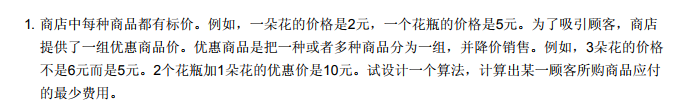 1. 商店中每种商品都有标价。例如，一朵花的价格是2元，一个花瓶的价格是5元。为了吸引顾客，商店
提供了一组优惠商品价。优惠商品是把一种或者多种商品分为一组，并降价销售。例如，3朵花的价格
不是6元而是5元。2个花瓶加1朵花的优惠价是10元。试设计一个算法，计算出某一顾客所购商品应付
的最少费用。